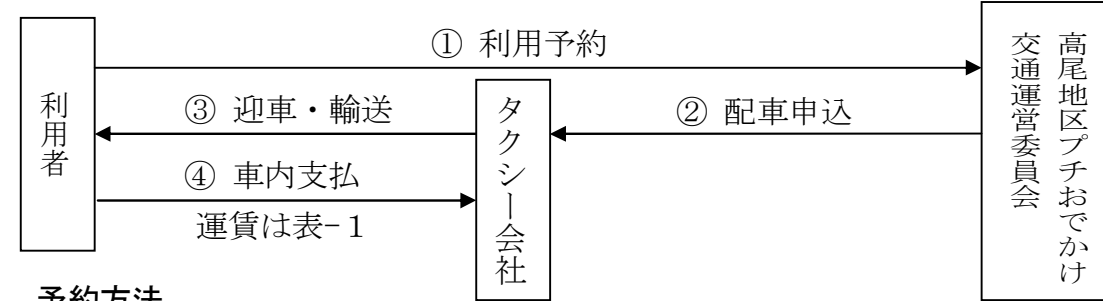 ① 利用予約
高尾地区プチおでかけ
交通運営委員会
利用者
③ 迎車・輸送
タクシー会社
② 配車申込
④ 車内支払
運賃は表-1
予約方法